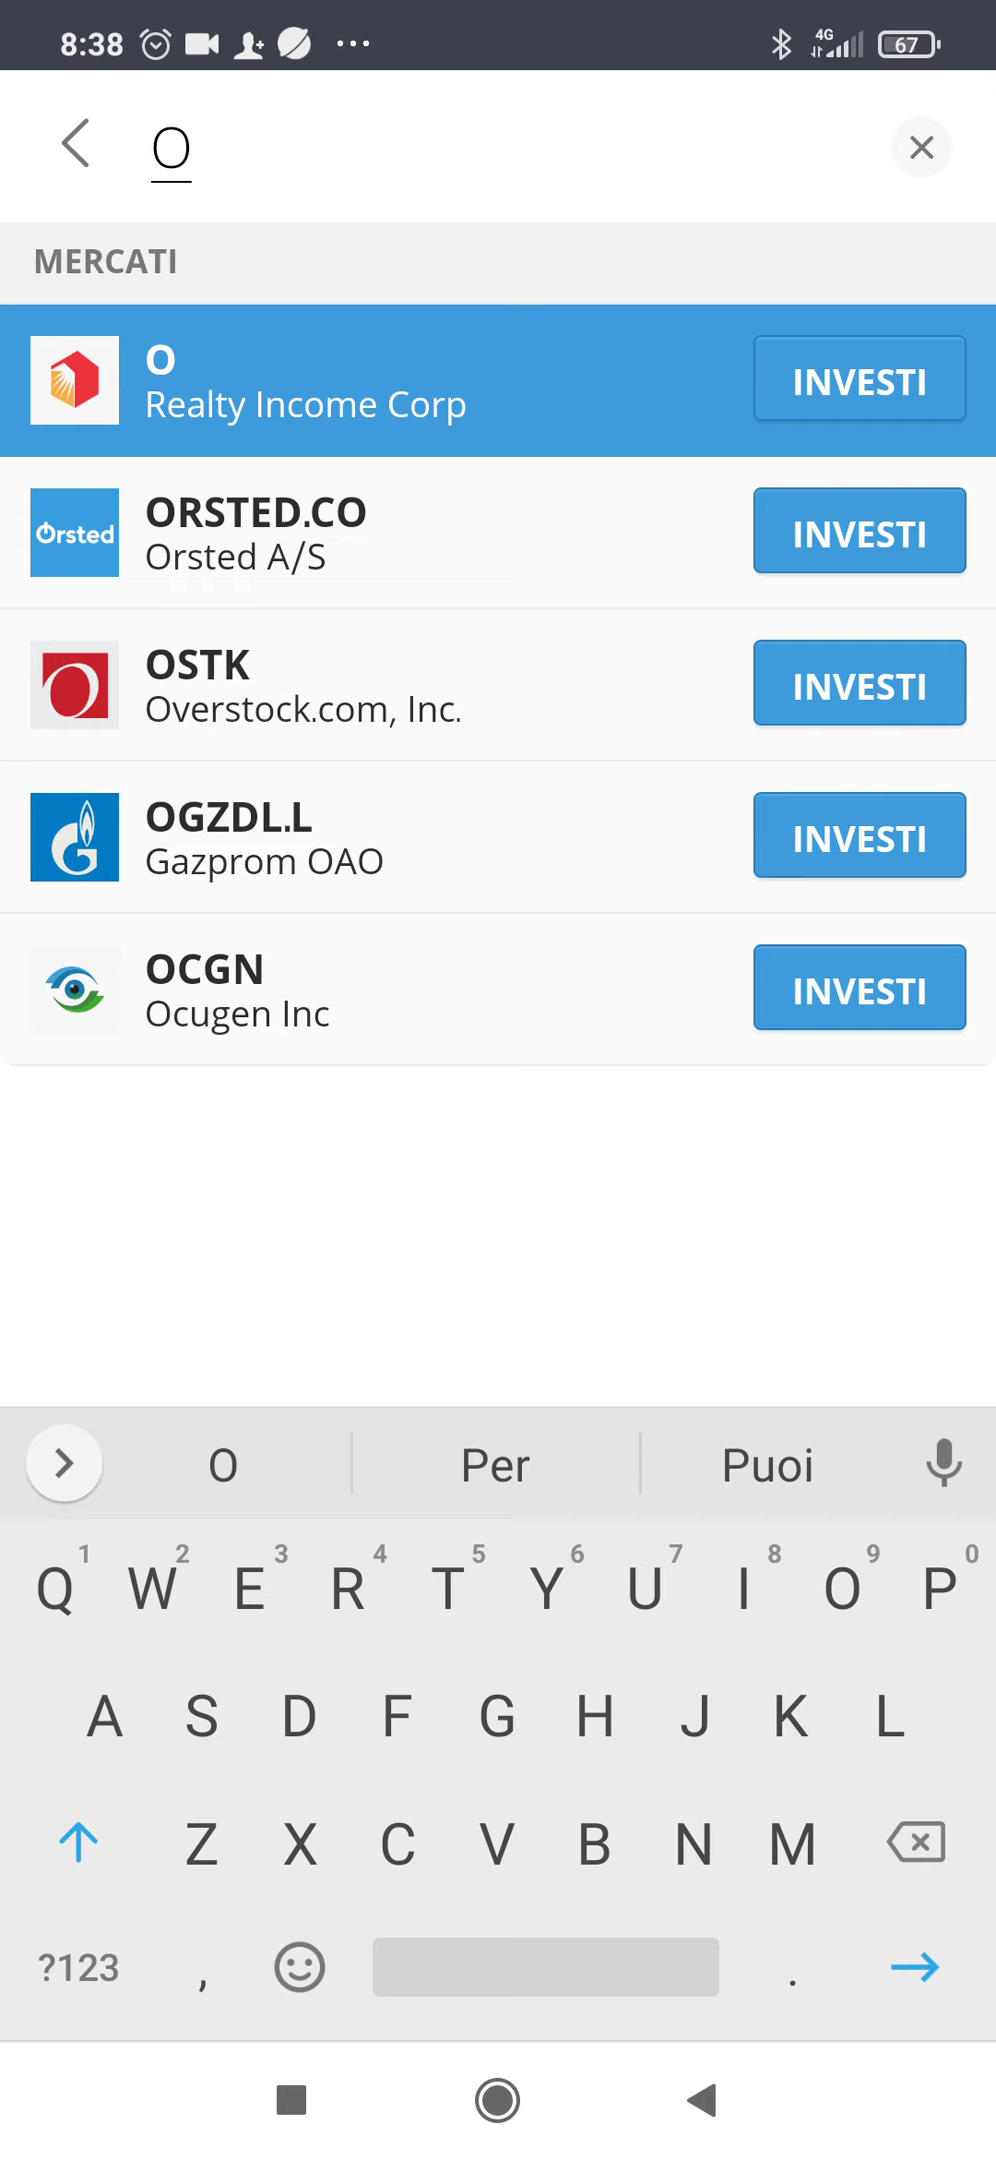 8:38 4G 67
O
MERCATI
O
Realty Income Corp
INVESTI
Orsted
ORSTED.CO
Orsted A/S
INVESTI
OSTK
Overstock.com, Inc.
INVESTI
OGZDL.L
Gazprom OAO
INVESTI
OCGN
Ocugen Inc
INVESTI
O Per Puoi
1 2 3 4 5 6 7 8 9 0
Q W E R T Y U I O P
A S D F G H J K L
Z X C V B N M
?123 , .